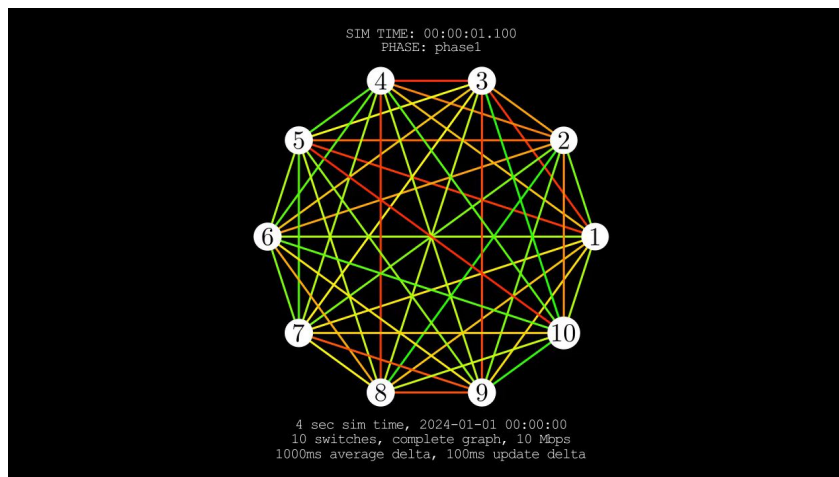 SIM TIME: 00:00:01.100
PHASE: phase1
4
3
5
2
6
1
7
10
8
9
4 sec sim time, 2024-01-01 00:00:00
10 switches, complete graph, 10 Mbps
1000ms average delta, 100ms update delta